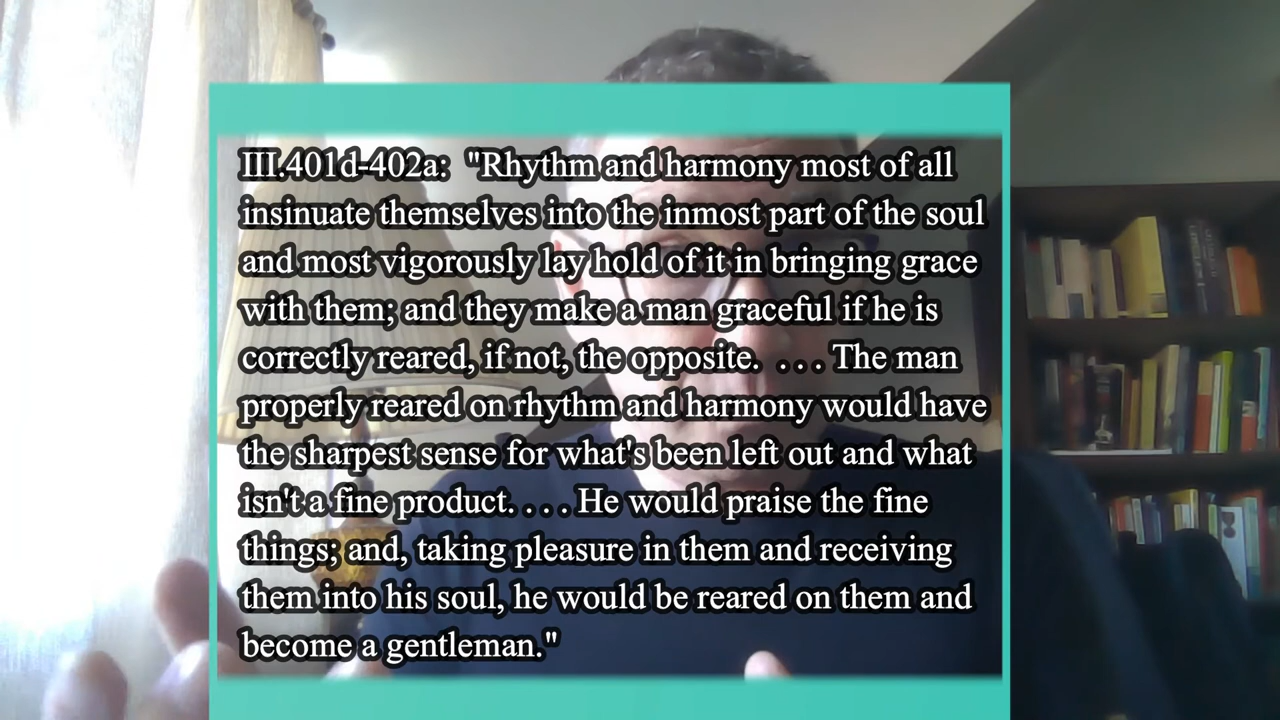 III.401d-402a:  "Rhythm and harmony most of all
insinuate themselves into the inmost part of the soul
and most vigorously lay hold of it in bringing grace
with them; and they make a man graceful if he is
correctly reared, if not, the opposite.  . . . The man
properly reared on rhythm and harmony would have
the sharpest sense for what's been left out and what
isn't a fine product. . . . He would praise the fine
things; and, taking pleasure in them and receiving
them into his soul, he would be reared on them and
become a gentleman."